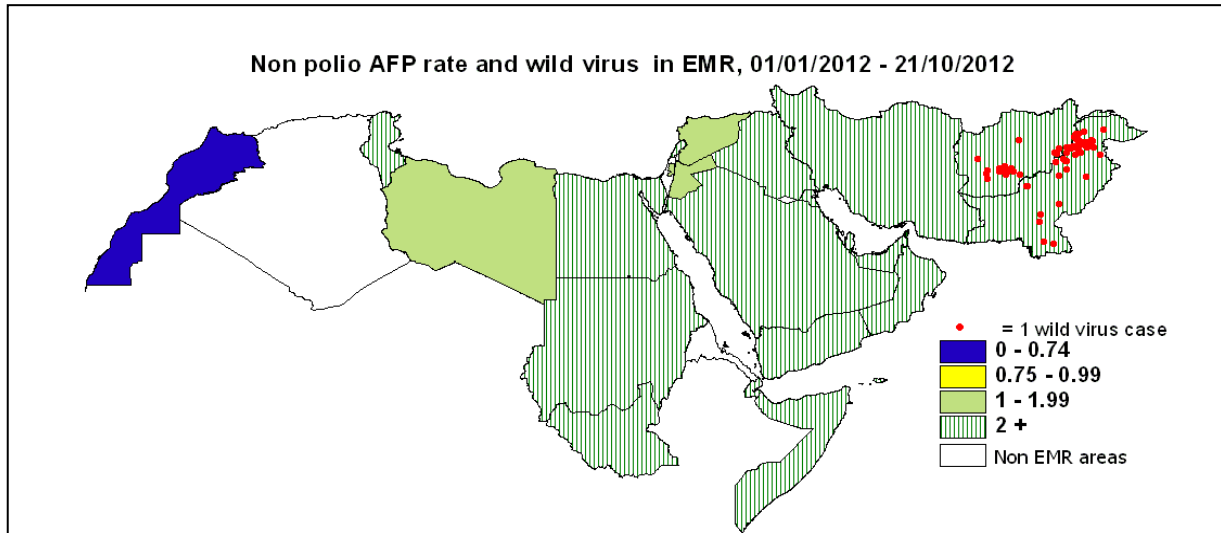 Non polio AFP rate and wild virus in EMR, 01/01/2012 - 21/10/2012
= 1 wild virus case
0 - 0.74
0.75 - 0.99
1 - 1.99
2 +
Non EMR areas